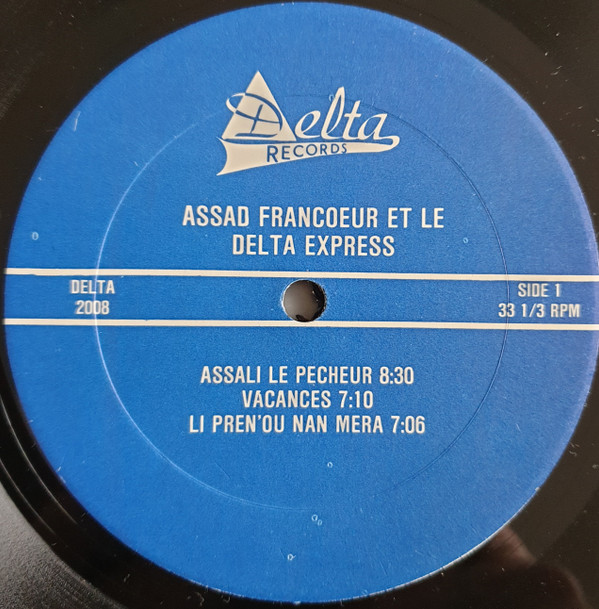 Delta
RECORDS
ASSAD FRANCOEUR ET LE
DELTA EXPRESS
DELTA
2008
SIDE 1
33 1/3 RPM
ASSALI LE PECHEUR 8:30
VACANCES 7:10
LI PREN'OU NAN MERA 7:06